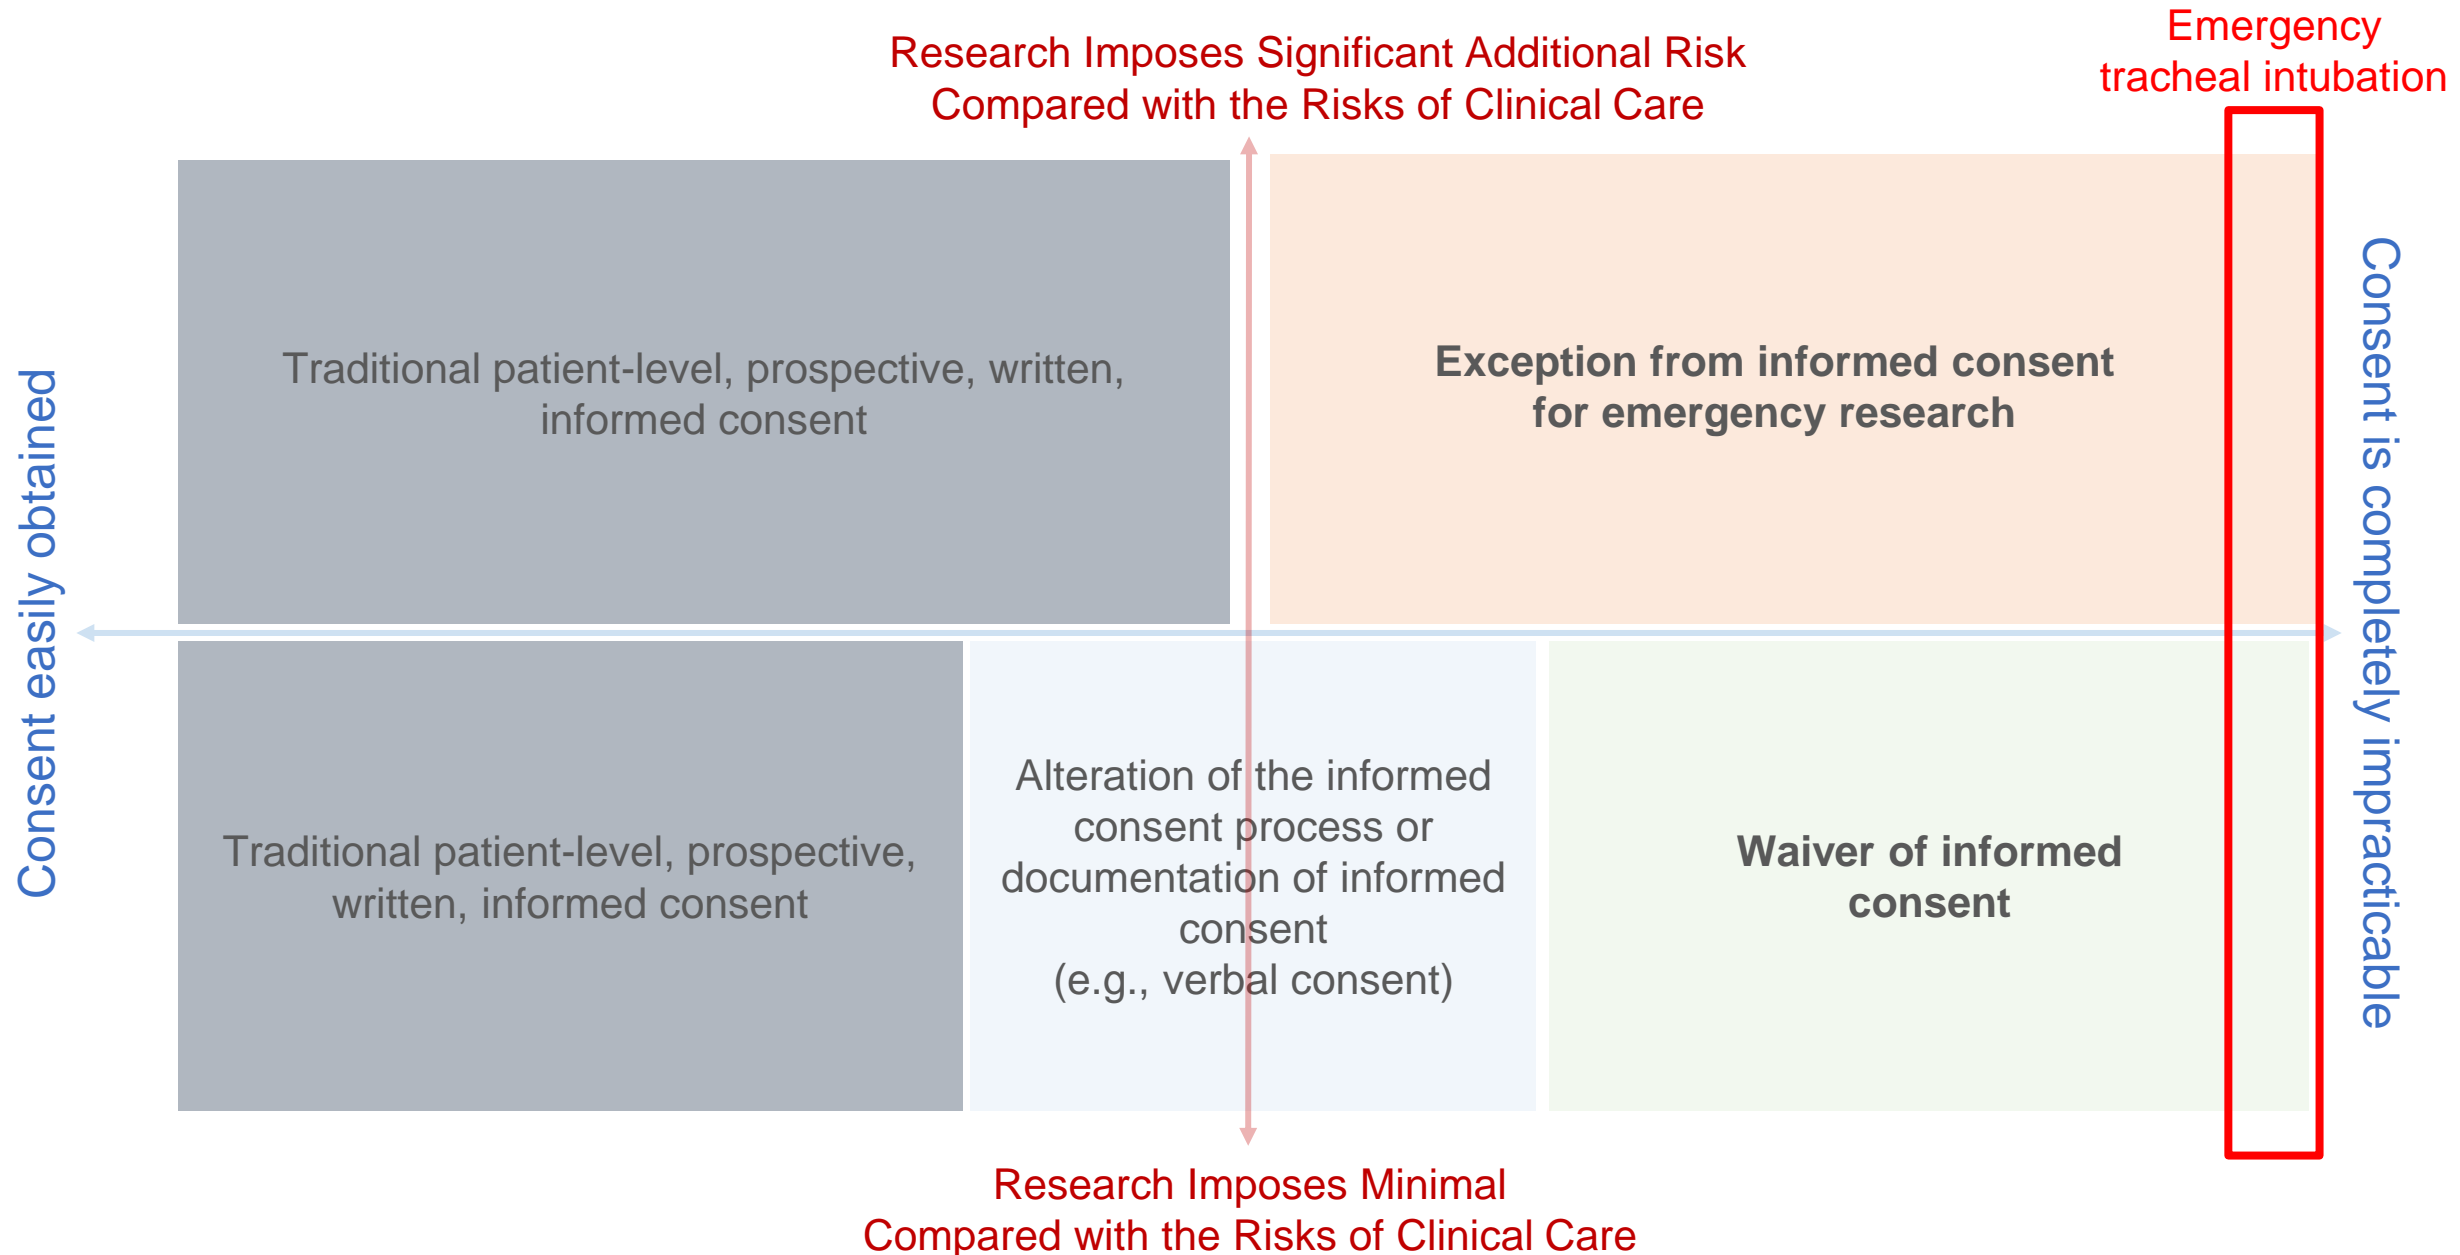 Emergency
tracheal intubation
Research Imposes Significant Additional Risk
Compared with the Risks of Clinical Care
Consent easily obtained
Traditional patient-level, prospective, written,
informed consent
Exception from informed consent
for emergency research
Consent is completely impracticable
Traditional patient-level, prospective,
written, informed consent
Alteration of the informed
consent process or
documentation of informed
consent
(e.g., verbal consent)
Waiver of informed
consent
Research Imposes Minimal
Compared with the Risks of Clinical Care